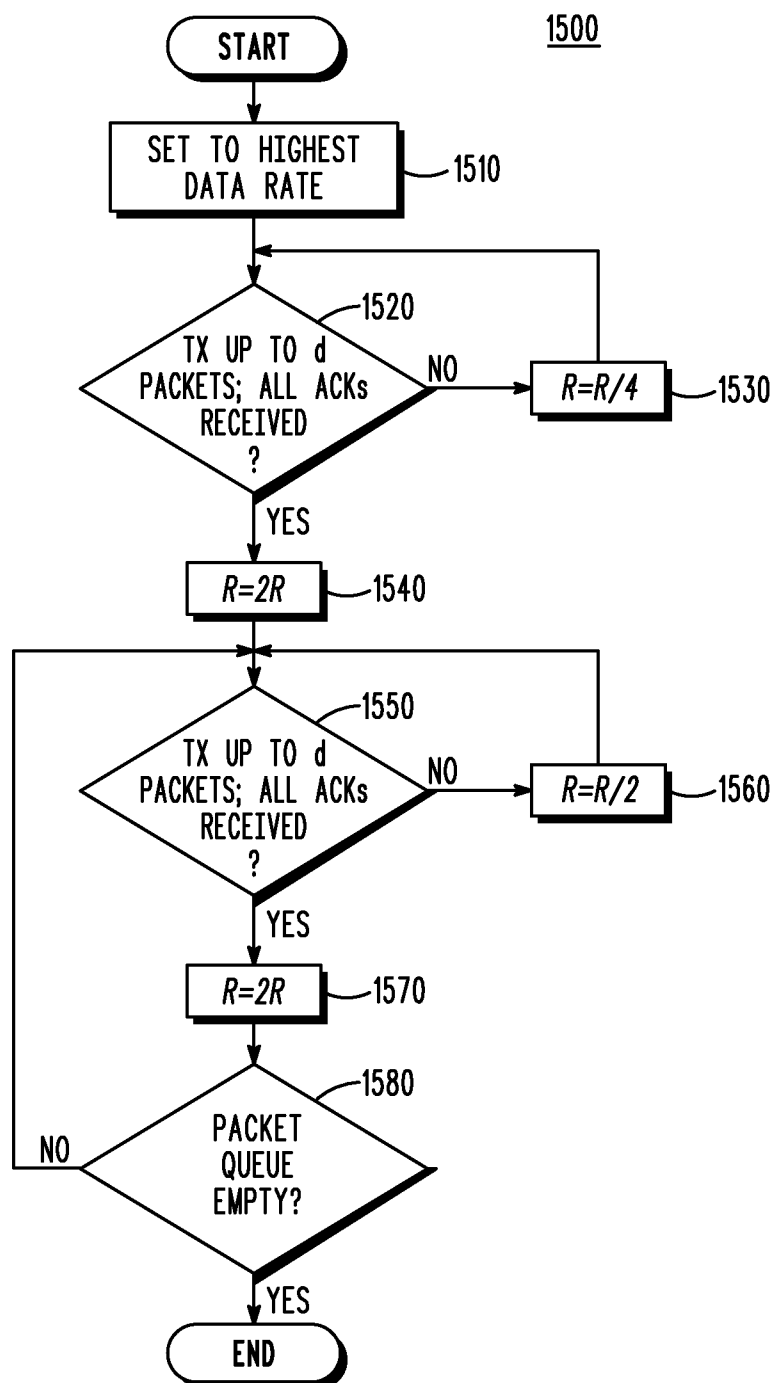 1500
START
SET TO HIGHEST
DATA RATE
1510
1520
TX UP TO d
PACKETS; ALL ACKs
RECEIVED
?
NO
R=R/4
1530
YES
R=2R
1540
1550
TX UP TO d
PACKETS; ALL ACKs
RECEIVED
?
NO
R=R/2
1560
YES
R=2R
1570
1580
PACKET
QUEUE
EMPTY?
NO
YES
END